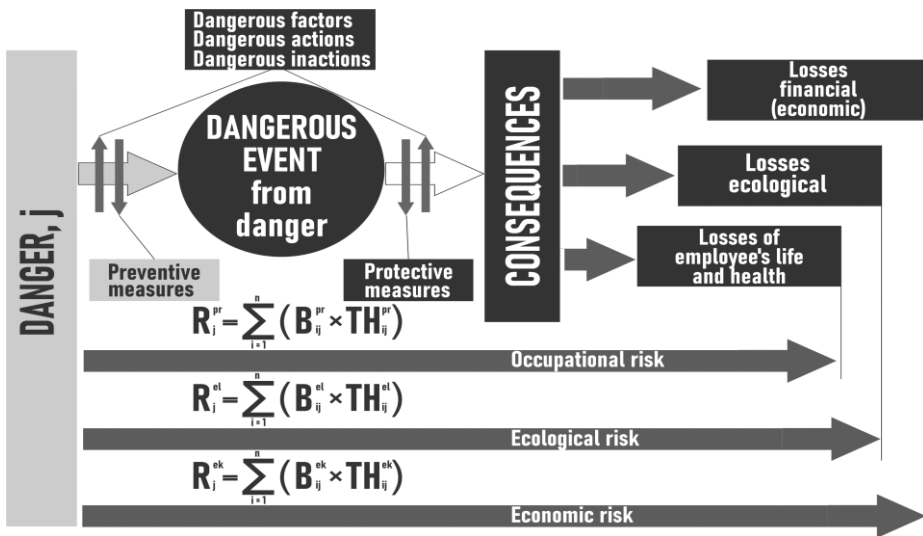 Dangerous factors
Dangerous actions
Dangerous inactions
DANGER, j
DANGEROUS
EVENT
from
danger
Preventive
measures
Protective
measures
CONSEQUENCES
Losses
financial
(economic)
Losses
ecological
Losses of
employee's life
and health
R_j^pr = ∑_{i=1}^n (B_ij^pr × TH_ij^pr)
Occupational risk
R_j^el = ∑_{i=1}^n (B_ij^el × TH_ij^el)
Ecological risk
R_j^ek = ∑_{i=1}^n (B_ij^ek × TH_ij^ek)
Economic risk